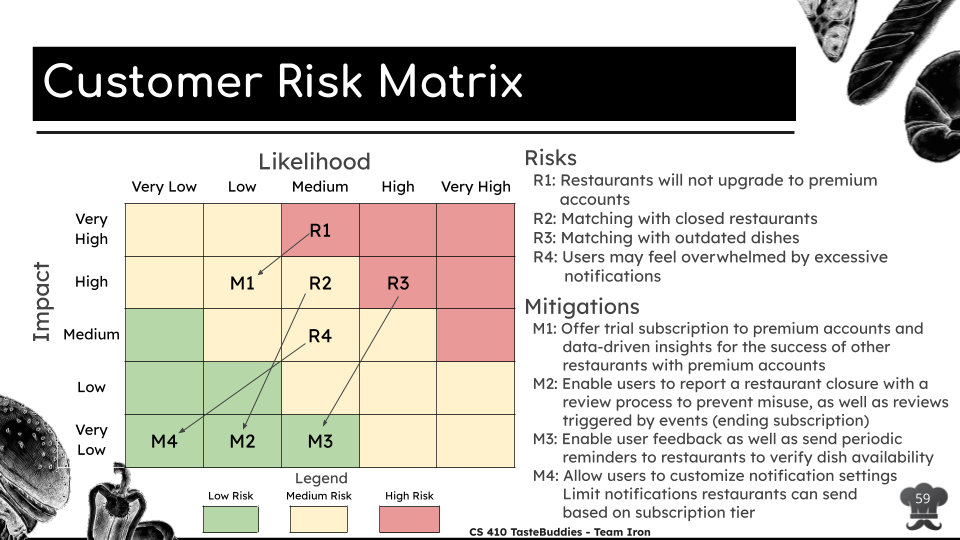 Customer Risk Matrix
Likelihood
Very Low Low Medium High Very High
Impact
Very High
R1
High
M1 R2 R3
Medium
R4
Low
Very Low
M4 M2 M3
Legend
Low Risk Medium Risk High Risk
Risks
R1: Restaurants will not upgrade to premium
accounts
R2: Matching with closed restaurants
R3: Matching with outdated dishes
R4: Users may feel overwhelmed by excessive
notifications
Mitigations
M1: Offer trial subscription to premium accounts and
data-driven insights for the success of other
restaurants with premium accounts
M2: Enable users to report a restaurant closure with a
review process to prevent misuse, as well as reviews
triggered by events (ending subscription)
M3: Enable user feedback as well as send periodic
reminders to restaurants to verify dish availability
M4: Allow users to customize notification settings
Limit notifications restaurants can send
based on subscription tier
59
CS 410 TasteBuddies - Team Iron